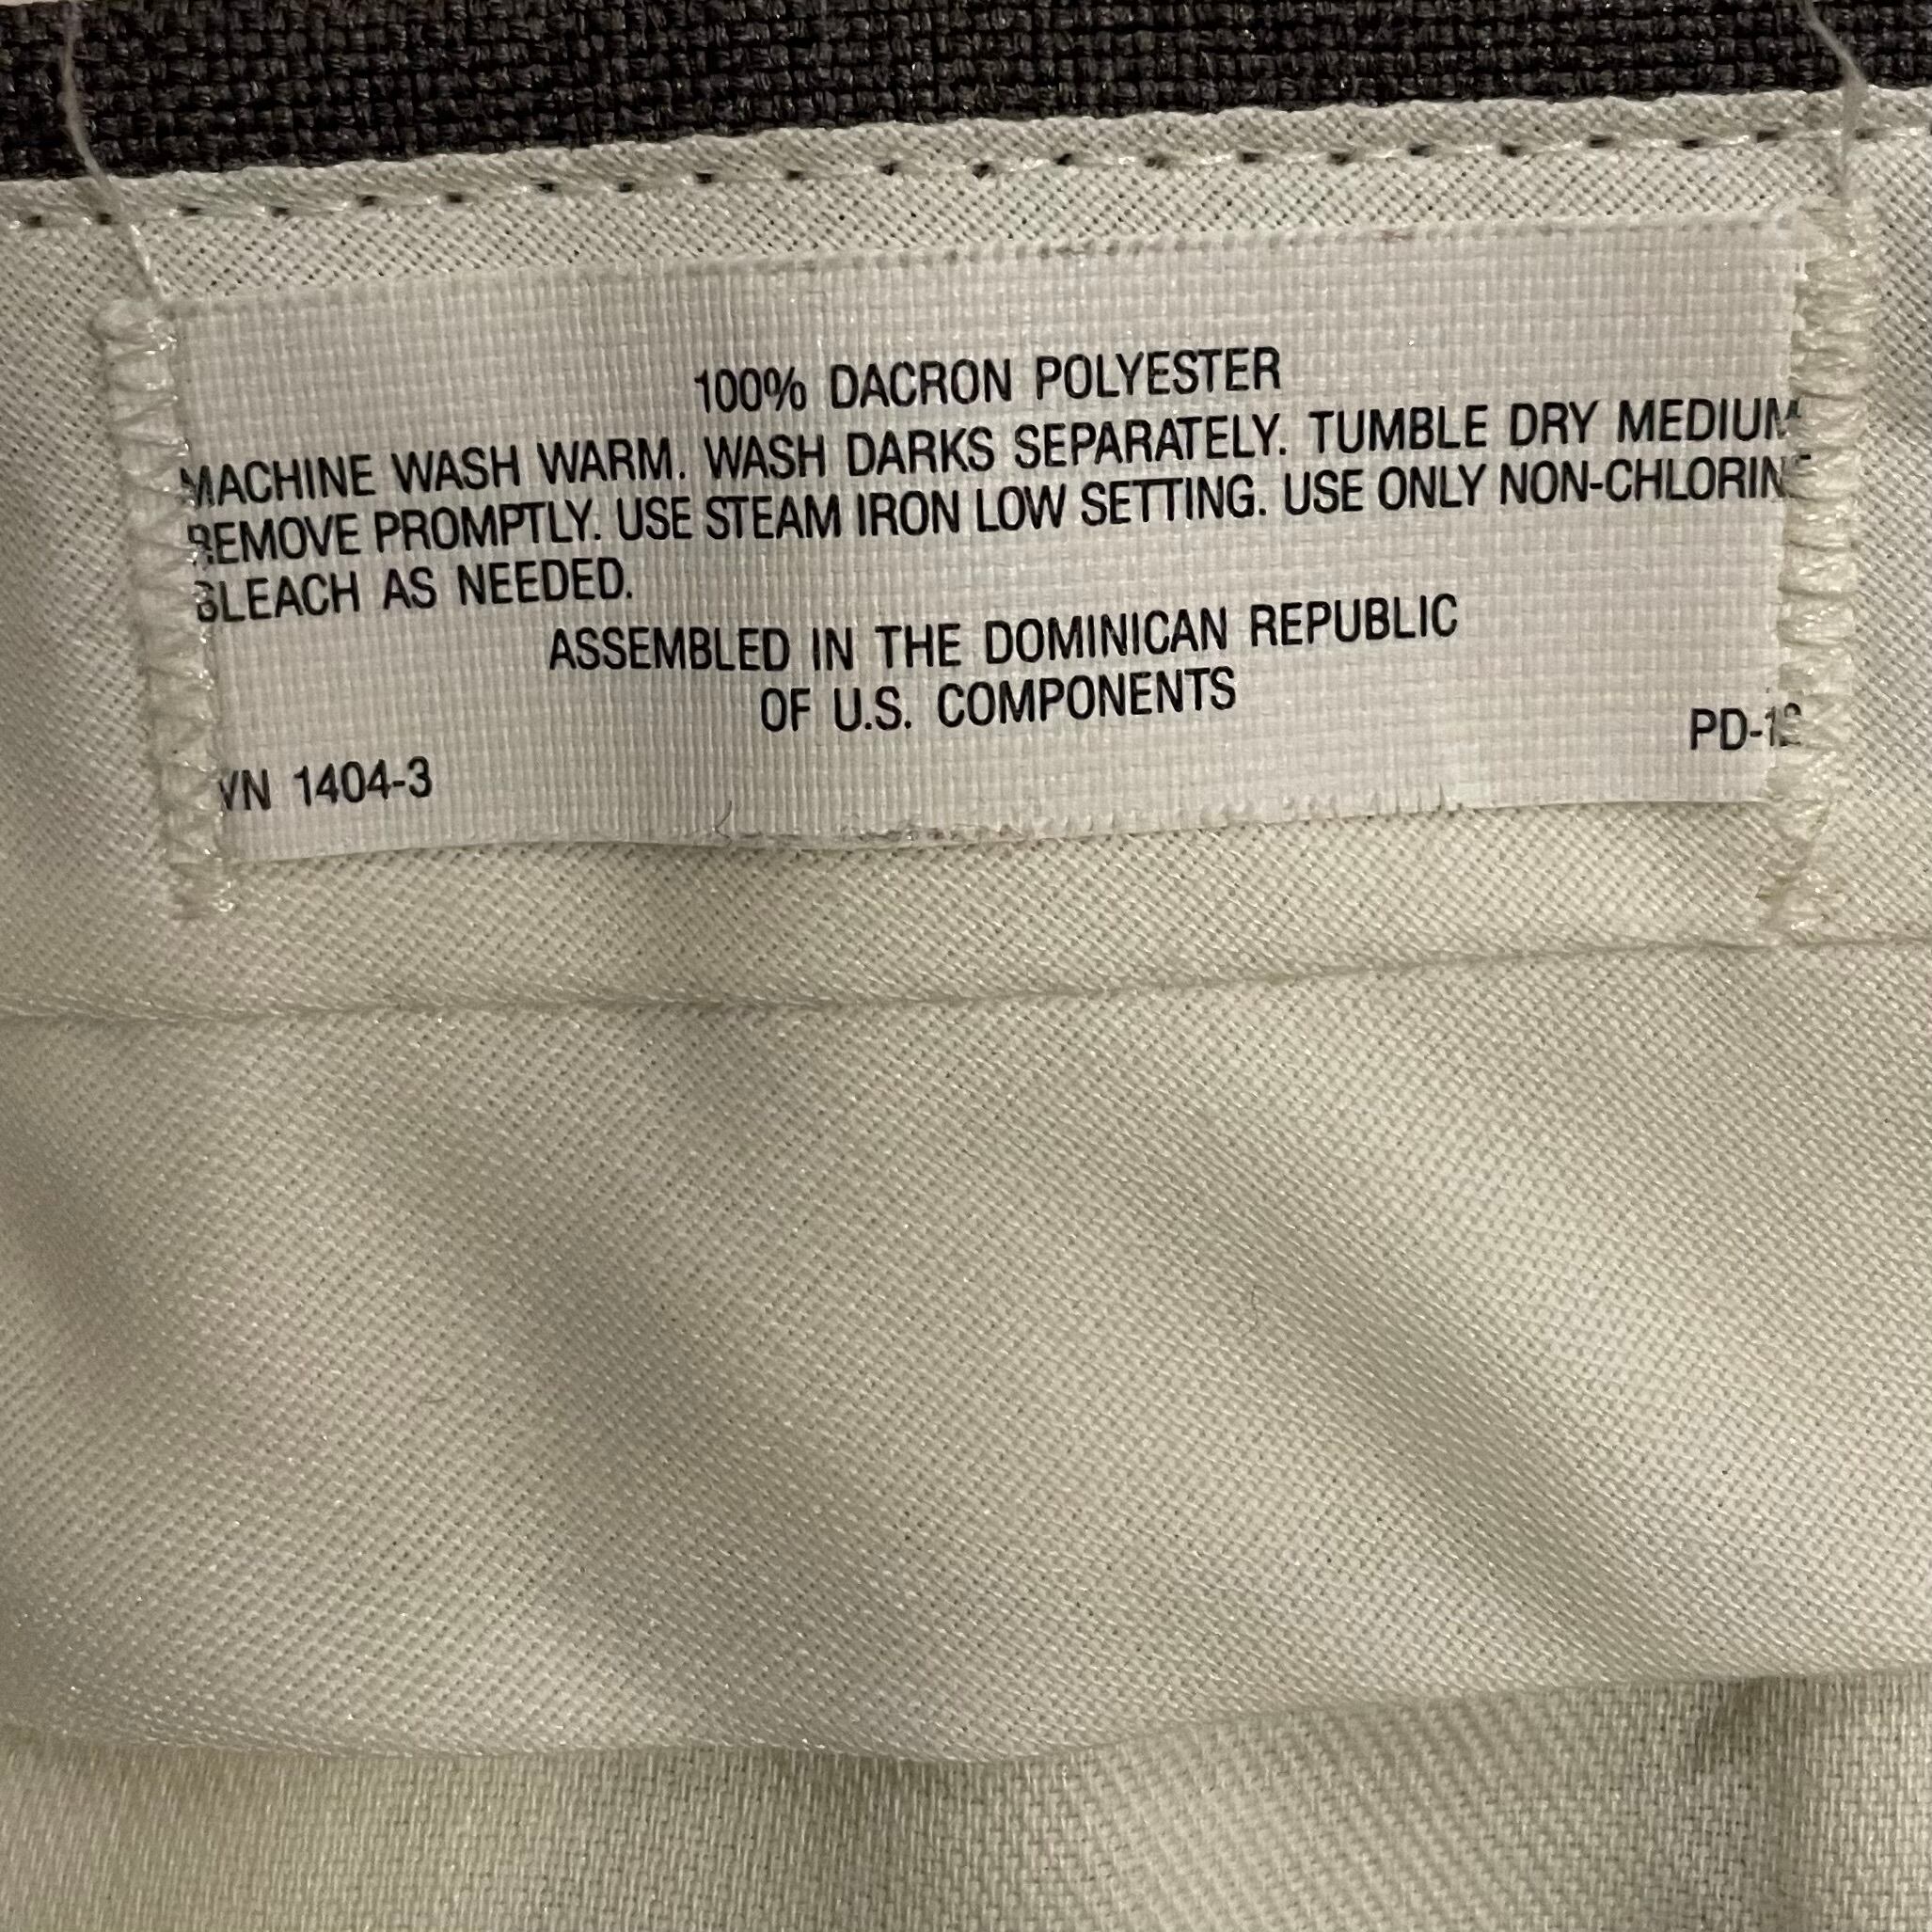 100% DACRON POLYESTER
MACHINE WASH WARM. WASH DARKS SEPARATELY. TUMBLE DRY MEDIUM
REMOVE PROMPTLY. USE STEAM IRON LOW SETTING. USE ONLY NON-CHLORINE
BLEACH AS NEEDED.
ASSEMBLED IN THE DOMINICAN REPUBLIC
OF U.S. COMPONENTS
1404-3